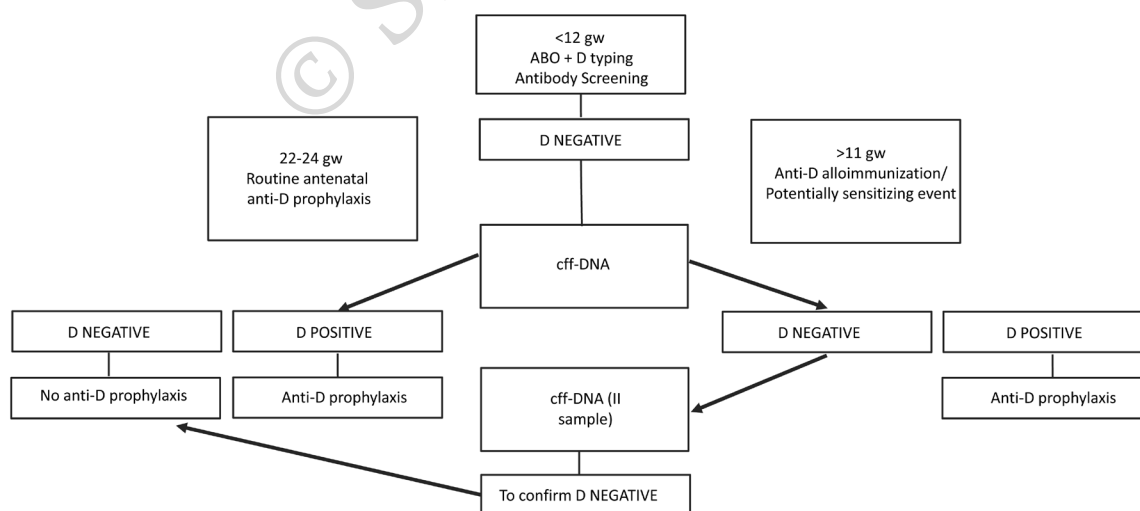 © S
<12 gw
ABO + D typing
Antibody Screening
D NEGATIVE
22-24 gw
Routine antenatal
anti-D prophylaxis
>11 gw
Anti-D alloimmunization/
Potentially sensitizing event
cff-DNA
D NEGATIVE
D POSITIVE
D NEGATIVE
D POSITIVE
No anti-D prophylaxis
Anti-D prophylaxis
cff-DNA (II
sample)
Anti-D prophylaxis
To confirm D NEGATIVE